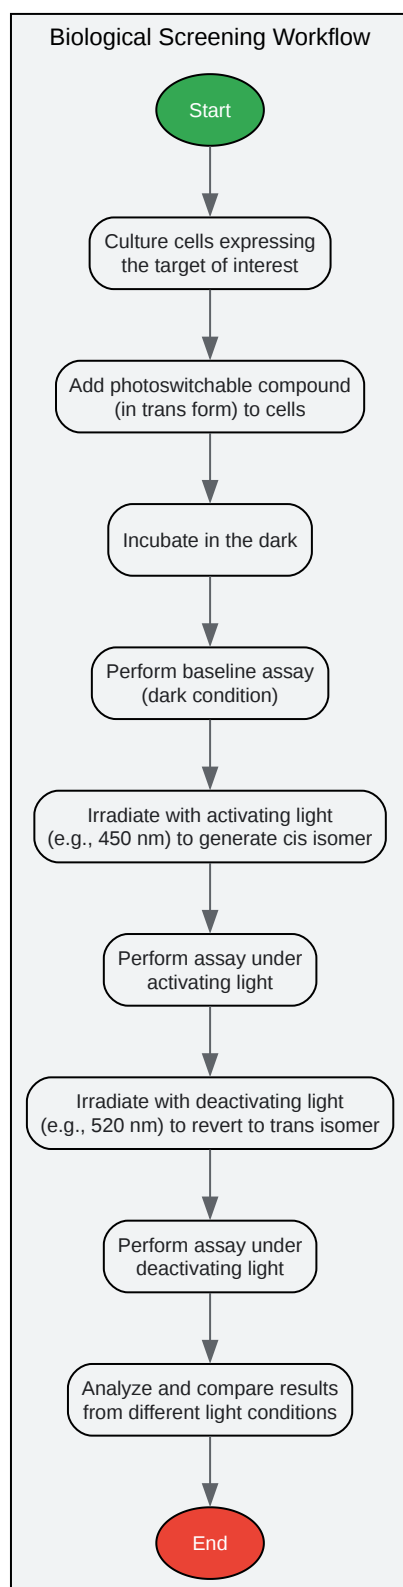 Biological Screening Workflow
Start
Culture cells expressing
the target of interest
Add photoswitchable compound
(in trans form) to cells
Incubate in the dark
Perform baseline assay
(dark condition)
Irradiate with activating light
(e.g., 450 nm) to generate cis isomer
Perform assay under
activating light
Irradiate with deactivating light
(e.g., 520 nm) to revert to trans isomer
Perform assay under
deactivating light
Analyze and compare results
from different light conditions
End